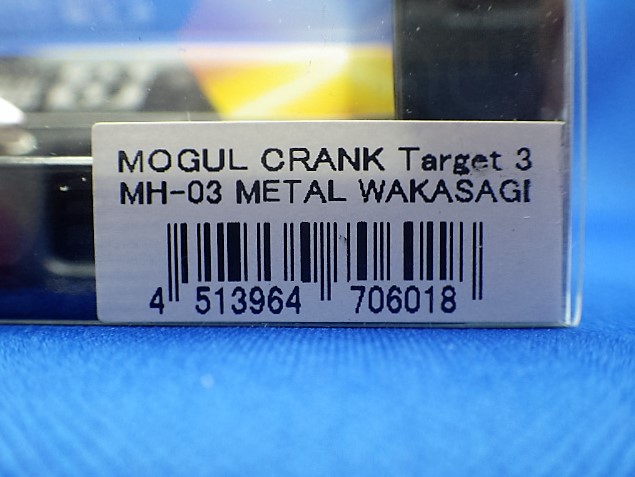 MOGUL CRANK Target 3
MH-03 METAL WAKASAGI
4 513964 706018